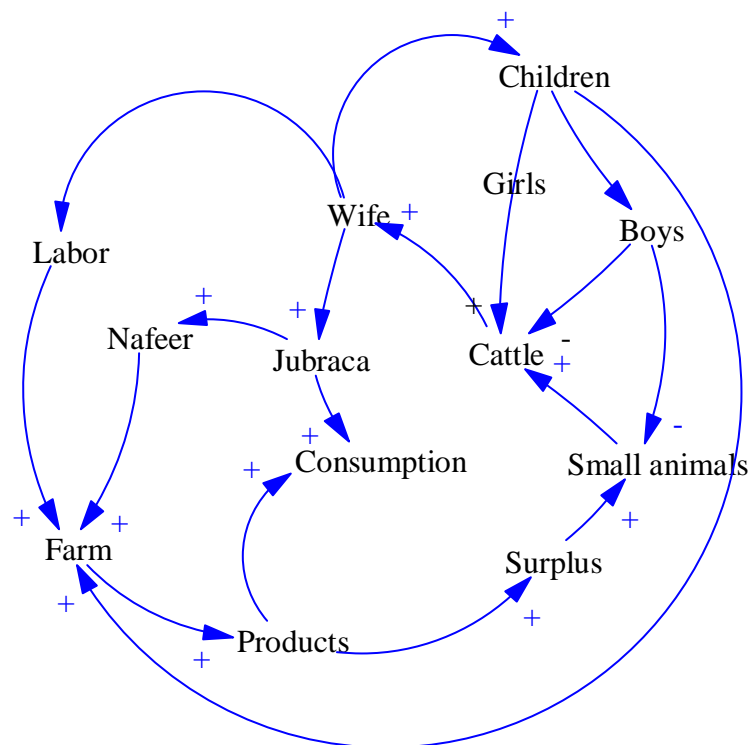 +
Children
Girls
Wife
+
Boys
Labor
+
+
+
Nafeer
Jubraca
Cattle
-
+
+
Consumption
+
-
Small animals
+
+
Farm
Surplus
+
+
+
Products
+